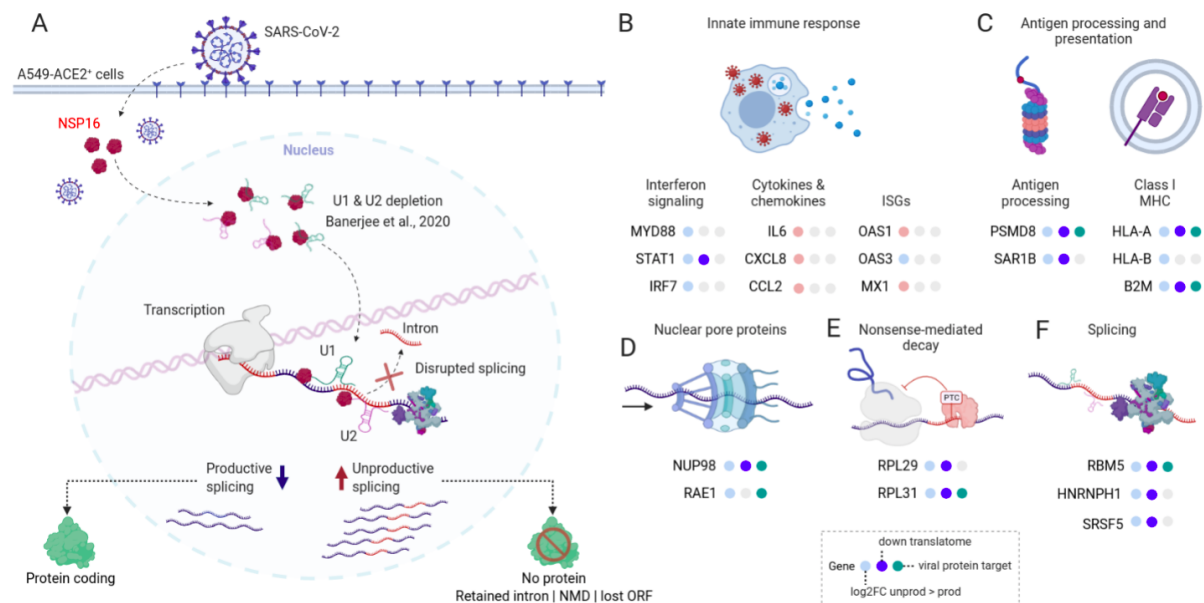 A
SARS-CoV-2
A549-ACE2+ cells
NSP16
Nucleus
U1 & U2 depletion
Banerjee et al., 2020
Transcription
Intron
U1
Disrupted splicing
U2
Productive
splicing
Unproductive
splicing
Protein coding
No protein
Retained intron | NMD | lost ORF
B
Innate immune response
Interferon
signaling
MYD88
STAT1
IRF7
Cytokines &
chemokines
IL6
CXCL8
CCL2
ISGs
OAS1
OAS3
MX1
C
Antigen processing and
presentation
Antigen
processing
PSMD8
SAR1B
Class I
MHC
HLA-A
HLA-B
B2M
D
Nuclear pore proteins
NUP98
RAE1
E
Nonsense-mediated
decay
PTC
RPL29
RPL31
F
Splicing
RBM5
HNRNPH1
SRSF5
down translatome
Gene
viral protein target
log2FC unprod > prod